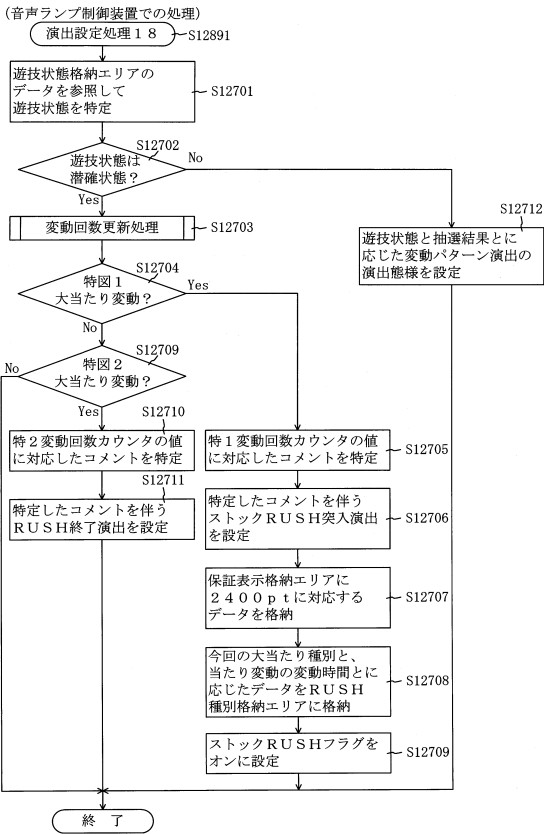 (音声ランプ制御装置での処理)
演出設定処理１８
S12891
遊技状態格納エリアの
データを参照して
遊技状態を特定
S12701
S12702
遊技状態は
潜確状態？
No
Yes
変動回数更新処理
S12703
S12712
遊技状態と抽選結果とに
応じた変動パターン演出の
演出態様を設定
S12704
特図１
大当たり変動？
Yes
No
S12709
特図２
大当たり変動？
No
Yes
S12710
特２変動回数カウンタの値
に対応したコメントを特定
S12711
特定したコメントを伴う
ＲＵＳＨ終了演出を設定
特１変動回数カウンタの値
に対応したコメントを特定
S12705
特定したコメントを伴う
ストックＲＵＳＨ突入演出
を設定
S12706
保証表示格納エリアに
２４００ｐｔに対応する
データを格納
S12707
今回の大当たり種別と、
当たり変動の変動時間とに
応じたデータをＲＵＳＨ
種別格納エリアに格納
S12708
ストックＲＵＳＨフラグを
オンに設定
S12709
終 了